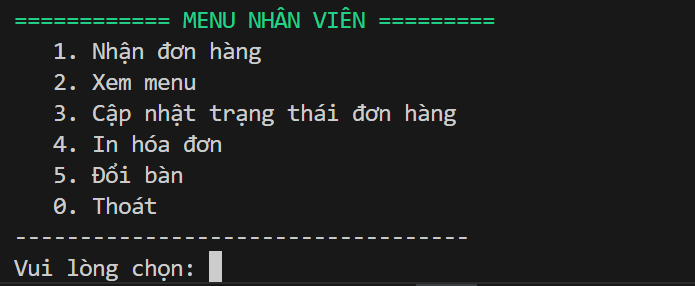 ============ MENU NHÂN VIÊN =========
1. Nhận đơn hàng
2. Xem menu
3. Cập nhật trạng thái đơn hàng
4. In hóa đơn
5. Đổi bàn
0. Thoát
-----------------------------------
Vui lòng chọn: